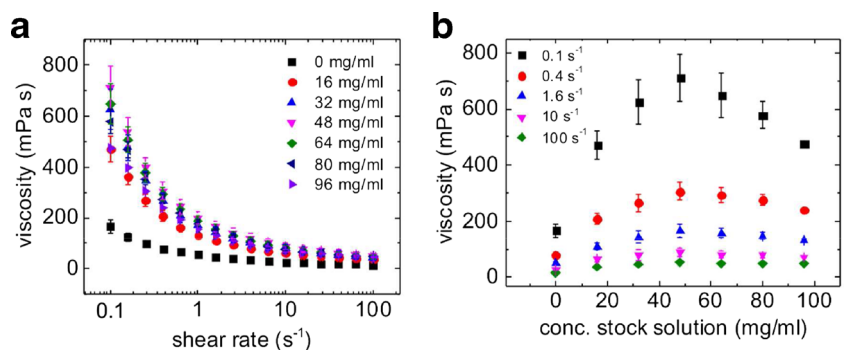 a
800
600
400
200
0
viscosity (mPa s)
0 mg/ml
16 mg/ml
32 mg/ml
48 mg/ml
64 mg/ml
80 mg/ml
96 mg/ml
0.1 1 10 100
shear rate (s⁻¹)
b
800
600
400
200
0
viscosity (mPa s)
0.1 s⁻¹
0.4 s⁻¹
1.6 s⁻¹
10 s⁻¹
100 s⁻¹
0 20 40 60 80 100
conc. stock solution (mg/ml)